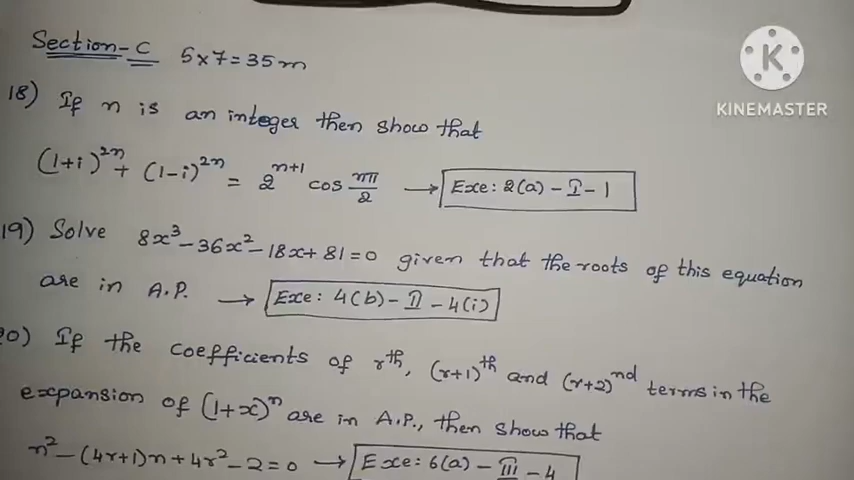 Section-C 5x7=35m
KINEMASTER
18) If n is an integer then show that
(1+i)^2n + (1-i)^2n = 2^n+1 cos nπ/2 → Exe: 2(a) - I - 1
19) Solve 8x³-36x²-18x+81=0 given that the roots of this equation
are in A.P. → Exe: 4(b) - II - 4(i)
20) If the coefficients of rth, (r+1)th and (r+2)nd terms in the
expansion of (1+x)^n are in A.P., then show that
n²-(4r+1)n+4r²-2=0 → Exe: 6(a) - III - 4